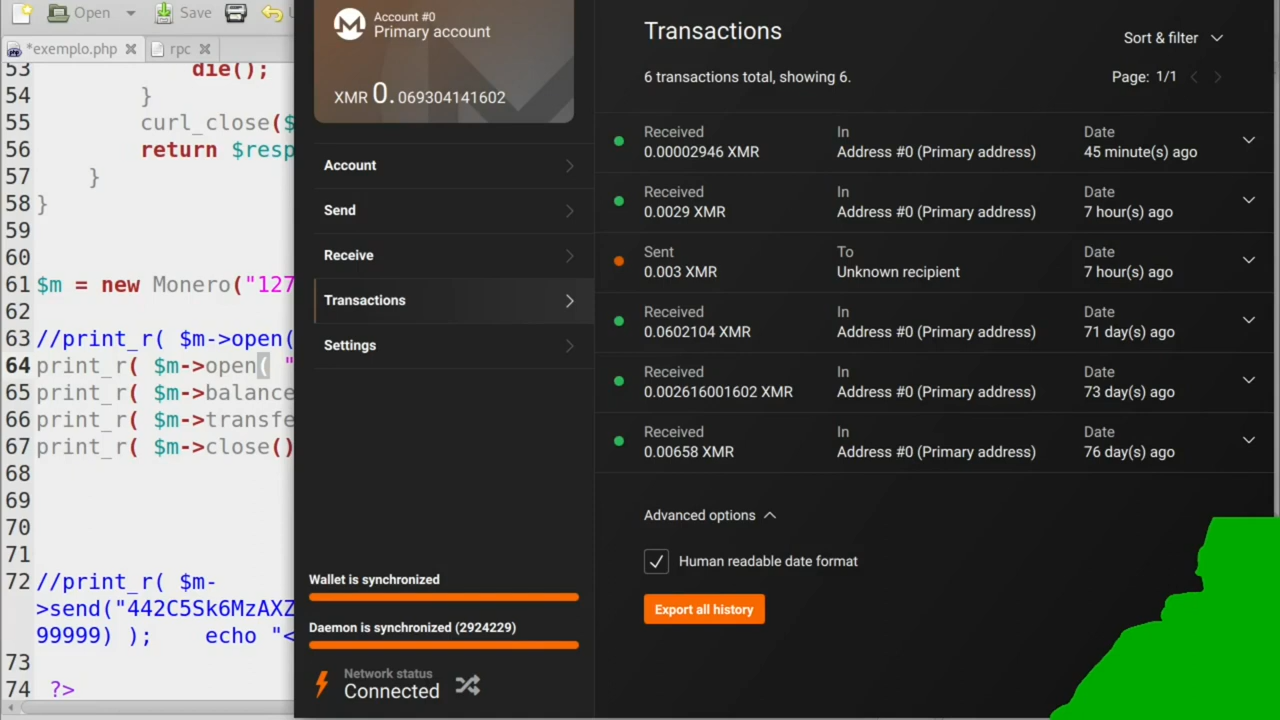 Open
Save
*exemplo.php
rpc
53 die();
54 }
55 curl_close($
56 return $resp
57 }
58 }
59
60
61 $m = new Monero("127
62
63 //print_r( $m->open(
64 print_r( $m->open( "
65 print_r( $m->balance
66 print_r( $m->transfe
67 print_r( $m->close()
68
69
70
71
72 //print_r( $m-
>send("442C5Sk6MzAXZ
99999) ); echo "<
73
74 ?>
Account #0
Primary account
XMR 0.069304141602
Account
Send
Receive
Transactions
Settings
Wallet is synchronized
Daemon is synchronized (2924229)
Network status
Connected
Transactions
Sort & filter
6 transactions total, showing 6.
Page: 1/1
Received In Date
0.00002946 XMR Address #0 (Primary address) 45 minute(s) ago
Received In Date
0.0029 XMR Address #0 (Primary address) 7 hour(s) ago
Sent To Date
0.003 XMR Unknown recipient 7 hour(s) ago
Received In Date
0.0602104 XMR Address #0 (Primary address) 71 day(s) ago
Received In Date
0.002616001602 XMR Address #0 (Primary address) 73 day(s) ago
Received In Date
0.00658 XMR Address #0 (Primary address) 76 day(s) ago
Advanced options
Human readable date format
Export all history